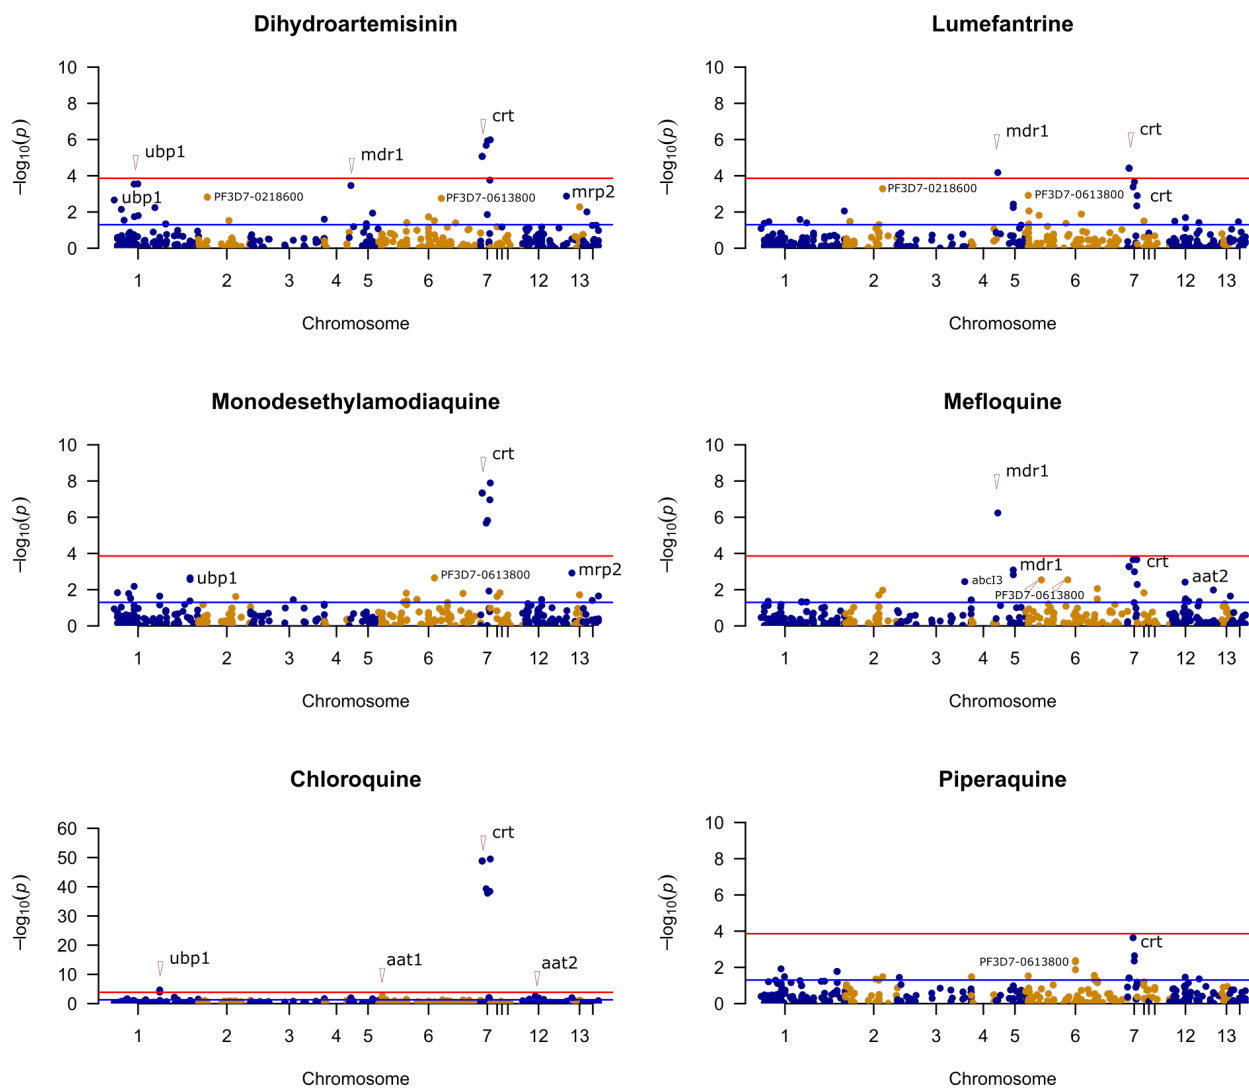 Dihydroartemisinin
10
8
6
4
2
0
−log10(p)
crt
ubp1
mdr1
ubp1
PF3D7-0218600
PF3D7-0613800
mrp2
1 2 3 4 5 6 7 12 13
Chromosome
Lumefantrine
10
8
6
4
2
0
−log10(p)
mdr1
crt
PF3D7-0218600
PF3D7-0613800
crt
1 2 3 4 5 6 7 12 13
Chromosome
Monodesethylamodiaquine
10
8
6
4
2
0
−log10(p)
crt
ubp1
PF3D7-0613800
mrp2
1 2 3 4 5 6 7 12 13
Chromosome
Mefloquine
10
8
6
4
2
0
−log10(p)
mdr1
mdr1
crt
abcI3
PF3D7-0613800
aat2
1 2 3 4 5 6 7 12 13
Chromosome
Chloroquine
60
50
40
30
20
10
0
−log10(p)
crt
ubp1
aat1
aat2
1 2 3 4 5 6 7 12 13
Chromosome
Piperaquine
10
8
6
4
2
0
−log10(p)
crt
PF3D7-0613800
1 2 3 4 5 6 7 12 13
Chromosome